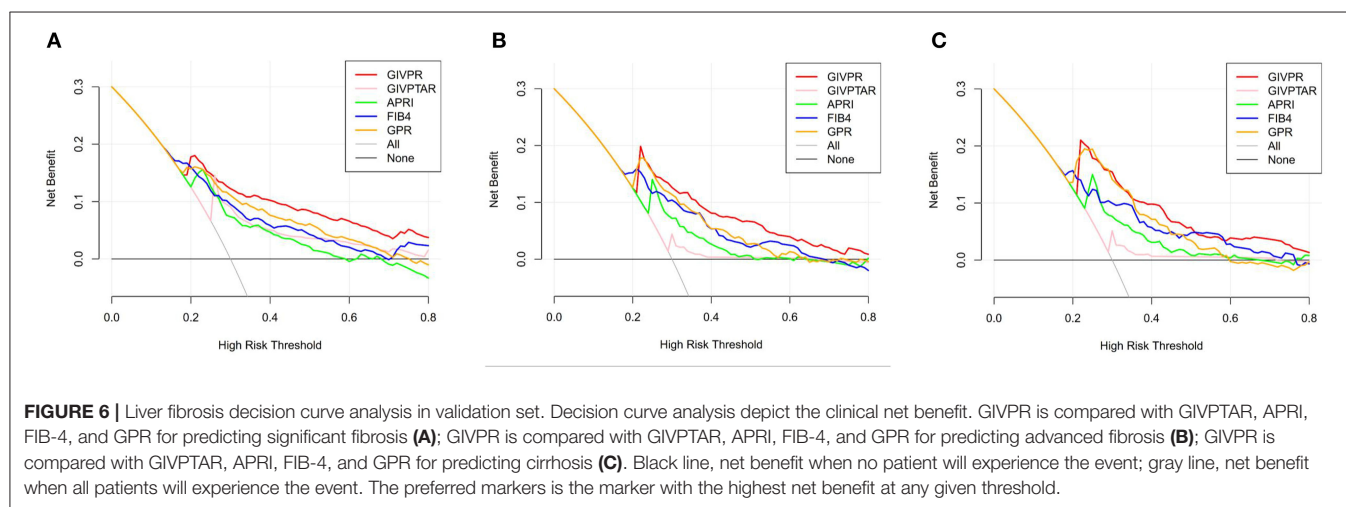 A
Net Benefit
0.3
0.2
0.1
0.0
0.0 0.2 0.4 0.6 0.8
High Risk Threshold
GIVPR
GIVPTAR
APRI
FIB4
GPR
All
None
B
Net Benefit
0.3
0.2
0.1
0.0
0.0 0.2 0.4 0.6 0.8
High Risk Threshold
GIVPR
GIVPTAR
APRI
FIB4
GPR
All
None
C
Net Benefit
0.3
0.2
0.1
0.0
0.0 0.2 0.4 0.6 0.8
High Risk Threshold
GIVPR
GIVPTAR
APRI
FIB4
GPR
All
None
FIGURE 6 | Liver fibrosis decision curve analysis in validation set. Decision curve analysis depict the clinical net benefit. GIVPR is compared with GIVPTAR, APRI,
FIB-4, and GPR for predicting significant fibrosis (A); GIVPR is compared with GIVPTAR, APRI, FIB-4, and GPR for predicting advanced fibrosis (B); GIVPR is
compared with GIVPTAR, APRI, FIB-4, and GPR for predicting cirrhosis (C). Black line, net benefit when no patient will experience the event; gray line, net benefit
when all patients will experience the event. The preferred markers is the marker with the highest net benefit at any given threshold.